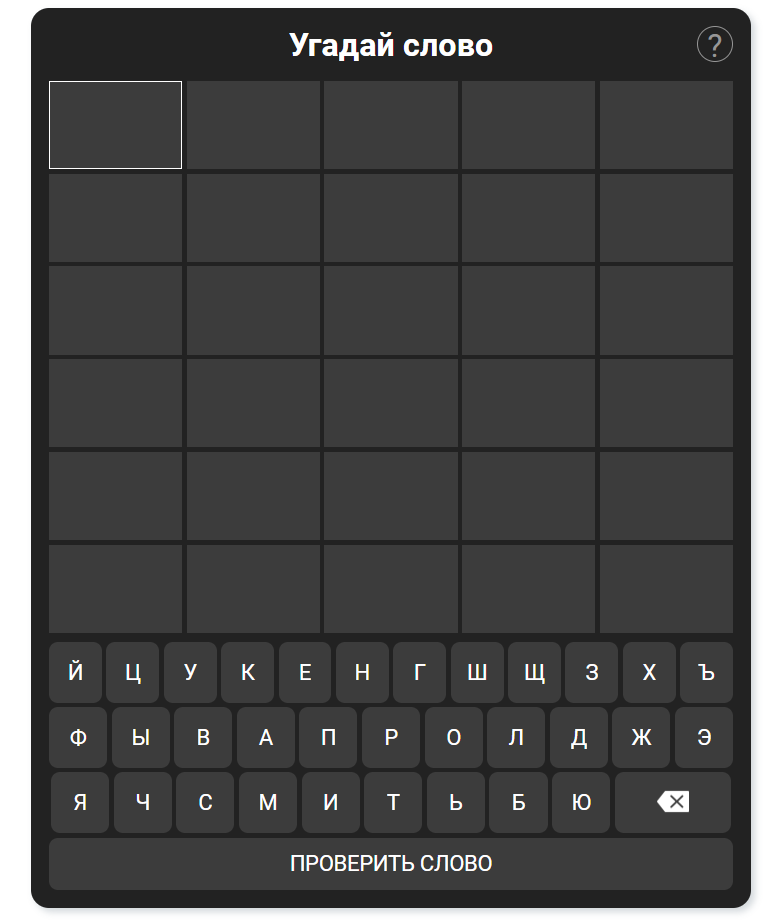 Угадай слово
?
Й Ц У К Е Н Г Ш Щ З Х Ъ
Ф Ы В А П Р О Л Д Ж Э
Я Ч С М И Т Ь Б Ю
ПРОВЕРИТЬ СЛОВО